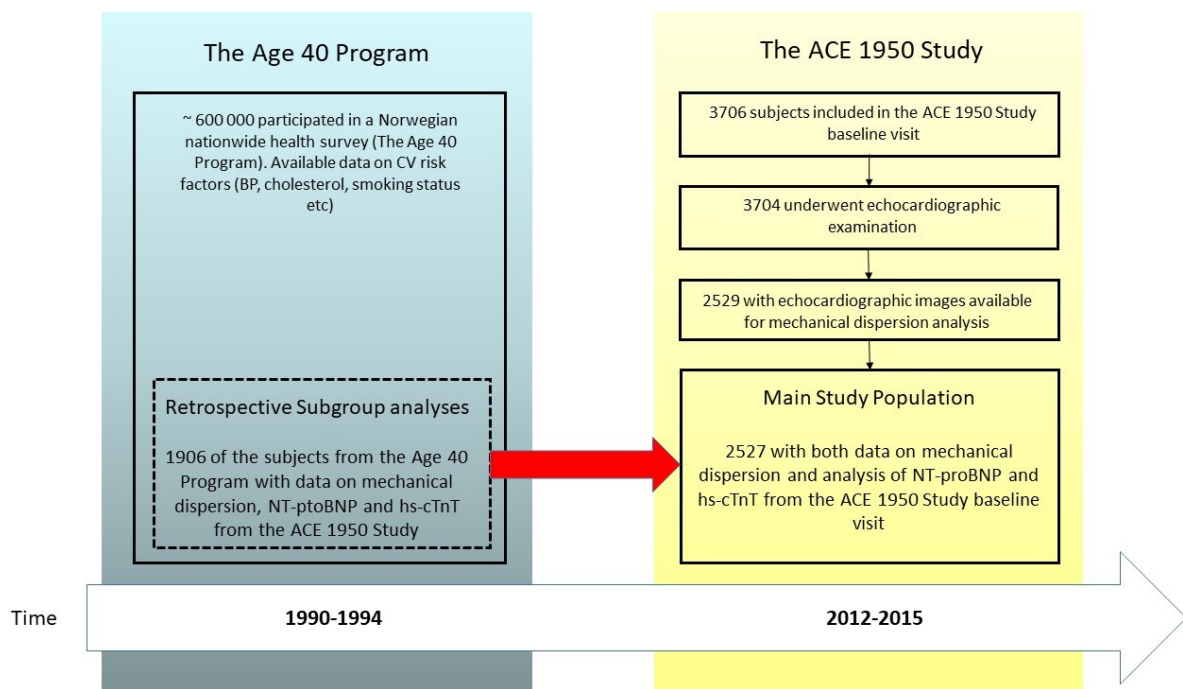 The Age 40 Program
~ 600 000 participated in a Norwegian
nationwide health survey (The Age 40
Program). Available data on CV risk
factors (BP, cholesterol, smoking status
etc)
Retrospective Subgroup analyses
1906 of the subjects from the Age 40
Program with data on mechanical
dispersion, NT-ptoBNP and hs-cTnT
from the ACE 1950 Study
The ACE 1950 Study
3706 subjects included in the ACE 1950 Study
baseline visit
3704 underwent echocardiographic
examination
2529 with echocardiographic images available
for mechanical dispersion analysis
Main Study Population
2527 with both data on mechanical
dispersion and analysis of NT-proBNP and
hs-cTnT from the ACE 1950 Study baseline
visit
Time
1990-1994
2012-2015